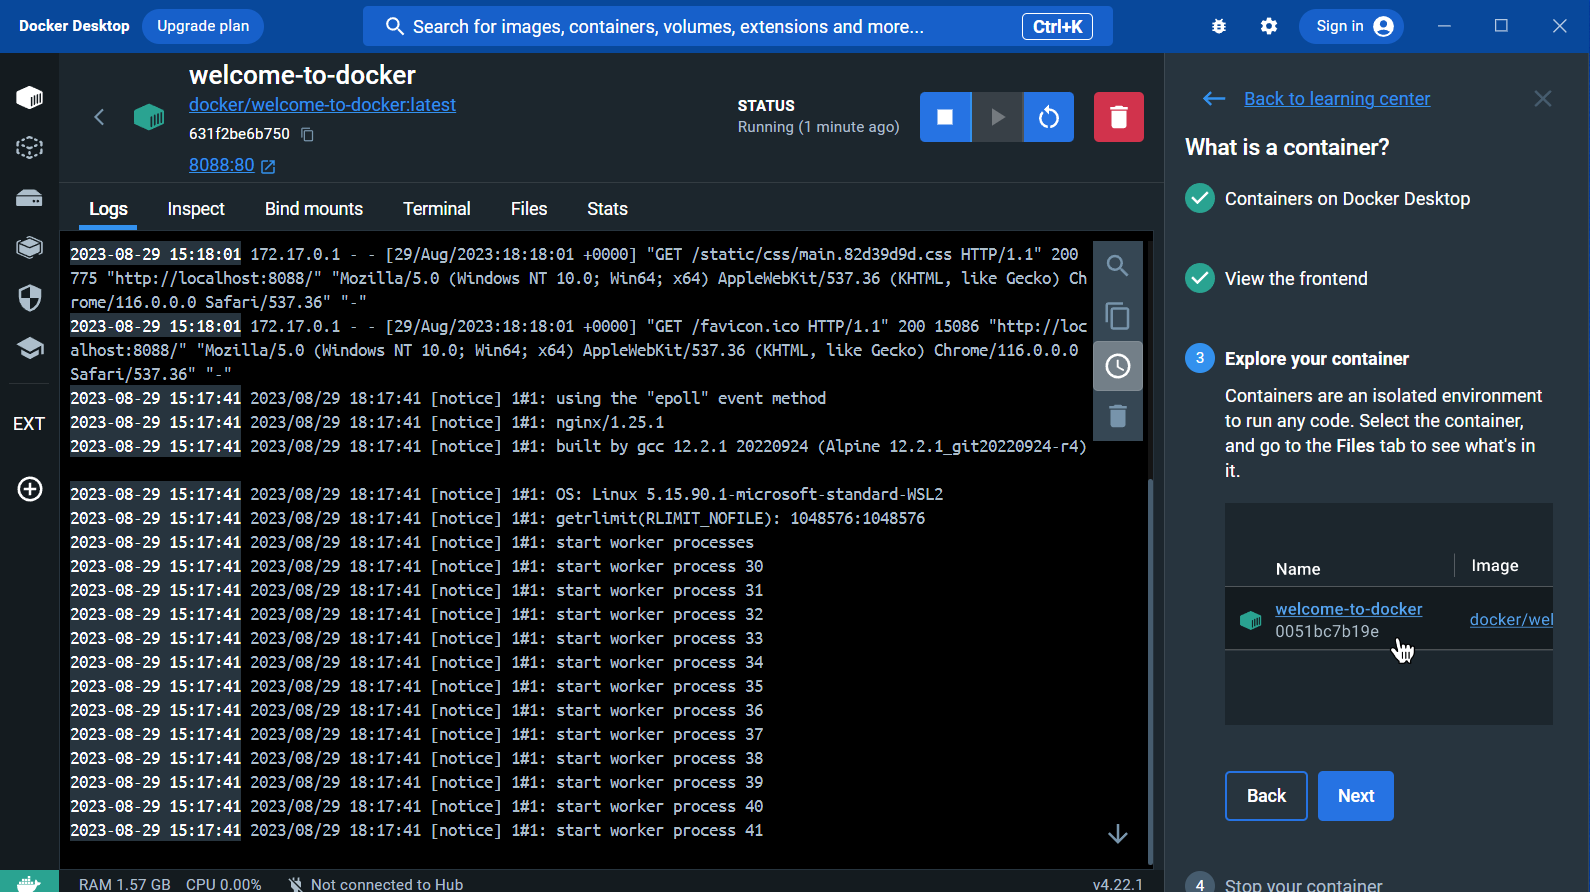 Docker Desktop
Upgrade plan
Search for images, containers, volumes, extensions and more...
Ctrl+K
Sign in
welcome-to-docker
docker/welcome-to-docker:latest
631f2be6b750
8088:80
STATUS
Running (1 minute ago)
Logs
Inspect
Bind mounts
Terminal
Files
Stats
EXT
2023-08-29 15:18:01 172.17.0.1 - - [29/Aug/2023:18:18:01 +0000] "GET /static/css/main.82d39d9d.css HTTP/1.1" 200
775 "http://localhost:8088/" "Mozilla/5.0 (Windows NT 10.0; Win64; x64) AppleWebKit/537.36 (KHTML, like Gecko) Ch
rome/116.0.0.0 Safari/537.36" "-"
2023-08-29 15:18:01 172.17.0.1 - - [29/Aug/2023:18:18:01 +0000] "GET /favicon.ico HTTP/1.1" 200 15086 "http://loc
alhost:8088/" "Mozilla/5.0 (Windows NT 10.0; Win64; x64) AppleWebKit/537.36 (KHTML, like Gecko) Chrome/116.0.0.0
Safari/537.36" "-"
2023-08-29 15:17:41 2023/08/29 18:17:41 [notice] 1#1: using the "epoll" event method
2023-08-29 15:17:41 2023/08/29 18:17:41 [notice] 1#1: nginx/1.25.1
2023-08-29 15:17:41 2023/08/29 18:17:41 [notice] 1#1: built by gcc 12.2.1 20220924 (Alpine 12.2.1_git20220924-r4)
2023-08-29 15:17:41 2023/08/29 18:17:41 [notice] 1#1: OS: Linux 5.15.90.1-microsoft-standard-WSL2
2023-08-29 15:17:41 2023/08/29 18:17:41 [notice] 1#1: getrlimit(RLIMIT_NOFILE): 1048576:1048576
2023-08-29 15:17:41 2023/08/29 18:17:41 [notice] 1#1: start worker processes
2023-08-29 15:17:41 2023/08/29 18:17:41 [notice] 1#1: start worker process 30
2023-08-29 15:17:41 2023/08/29 18:17:41 [notice] 1#1: start worker process 31
2023-08-29 15:17:41 2023/08/29 18:17:41 [notice] 1#1: start worker process 32
2023-08-29 15:17:41 2023/08/29 18:17:41 [notice] 1#1: start worker process 33
2023-08-29 15:17:41 2023/08/29 18:17:41 [notice] 1#1: start worker process 34
2023-08-29 15:17:41 2023/08/29 18:17:41 [notice] 1#1: start worker process 35
2023-08-29 15:17:41 2023/08/29 18:17:41 [notice] 1#1: start worker process 36
2023-08-29 15:17:41 2023/08/29 18:17:41 [notice] 1#1: start worker process 37
2023-08-29 15:17:41 2023/08/29 18:17:41 [notice] 1#1: start worker process 38
2023-08-29 15:17:41 2023/08/29 18:17:41 [notice] 1#1: start worker process 39
2023-08-29 15:17:41 2023/08/29 18:17:41 [notice] 1#1: start worker process 40
2023-08-29 15:17:41 2023/08/29 18:17:41 [notice] 1#1: start worker process 41
Back to learning center
What is a container?
Containers on Docker Desktop
View the frontend
3 Explore your container
Containers are an isolated environment
to run any code. Select the container,
and go to the Files tab to see what's in
it.
Name
Image
welcome-to-docker
0051bc7b19e
docker/wel
Back
Next
4 Stop your container
RAM 1.57 GB
CPU 0.00%
Not connected to Hub
v4.22.1